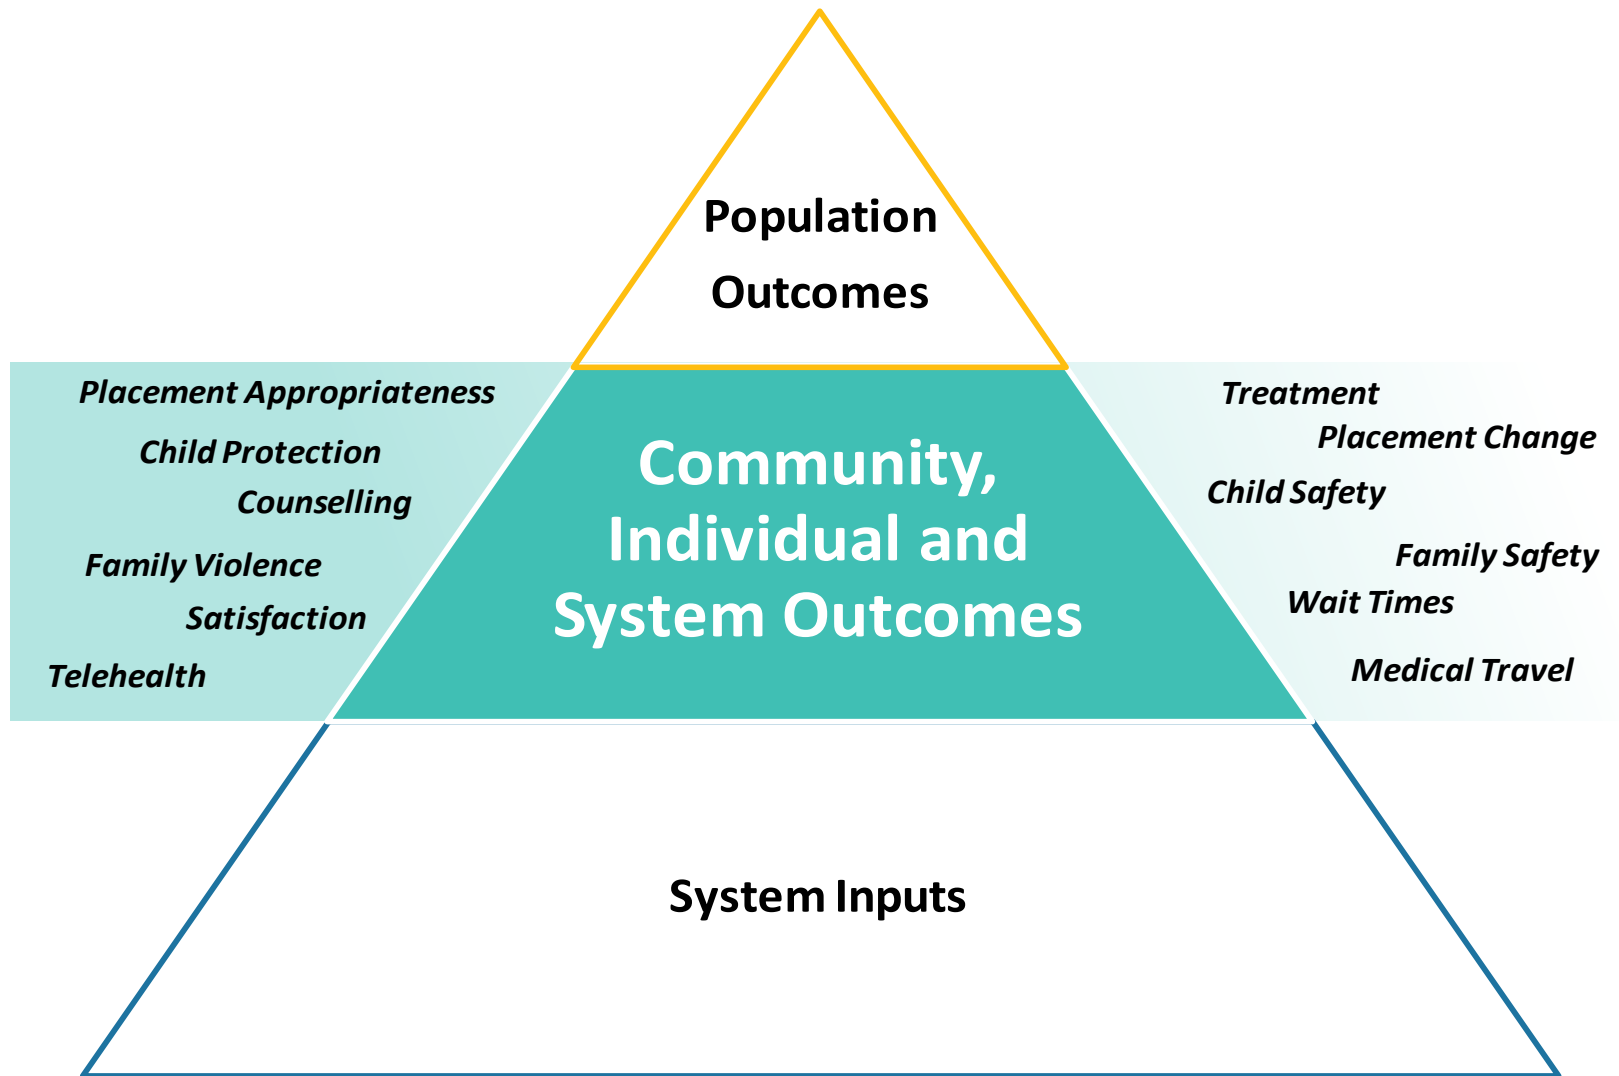 Population
Outcomes
Placement Appropriateness
Child Protection
Counselling
Family Violence
Satisfaction
Telehealth
Community,
Individual and
System Outcomes
Treatment
Placement Change
Child Safety
Family Safety
Wait Times
Medical Travel
System Inputs